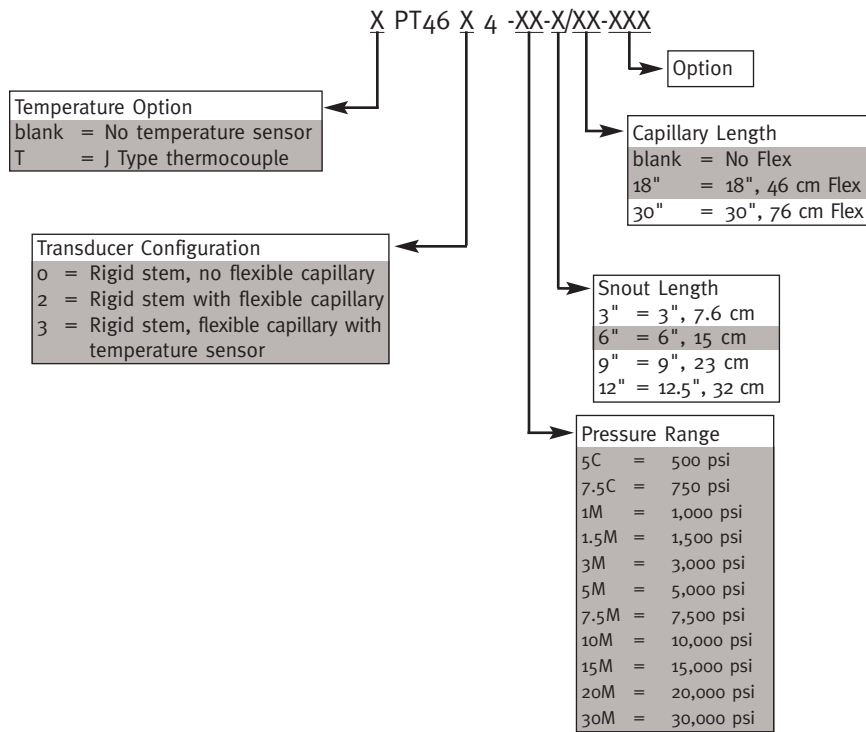 X PT46 X 4 -XX-X/XX-XXX
Option
Temperature Option
blank = No temperature sensor
T = J Type thermocouple
Capillary Length
blank = No Flex
18" = 18", 46 cm Flex
30" = 30", 76 cm Flex
Transducer Configuration
0 = Rigid stem, no flexible capillary
2 = Rigid stem with flexible capillary
3 = Rigid stem, flexible capillary with
temperature sensor
Snout Length
3" = 3", 7.6 cm
6" = 6", 15 cm
9" = 9", 23 cm
12" = 12.5", 32 cm
Pressure Range
5C = 500 psi
7.5C = 750 psi
1M = 1,000 psi
1.5M = 1,500 psi
3M = 3,000 psi
5M = 5,000 psi
7.5M = 7,500 psi
10M = 10,000 psi
15M = 15,000 psi
20M = 20,000 psi
30M = 30,000 psi